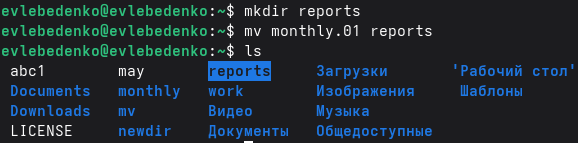 evlebedenko@evlebedenko:~$ mkdir reports
evlebedenko@evlebedenko:~$ mv monthly.01 reports
evlebedenko@evlebedenko:~$ ls
abc1 may reports Загрузки 'Рабочий стол'
Documents monthly work Изображения Шаблоны
Downloads mv Видео Музыка
LICENSE newdir Документы Общедоступные